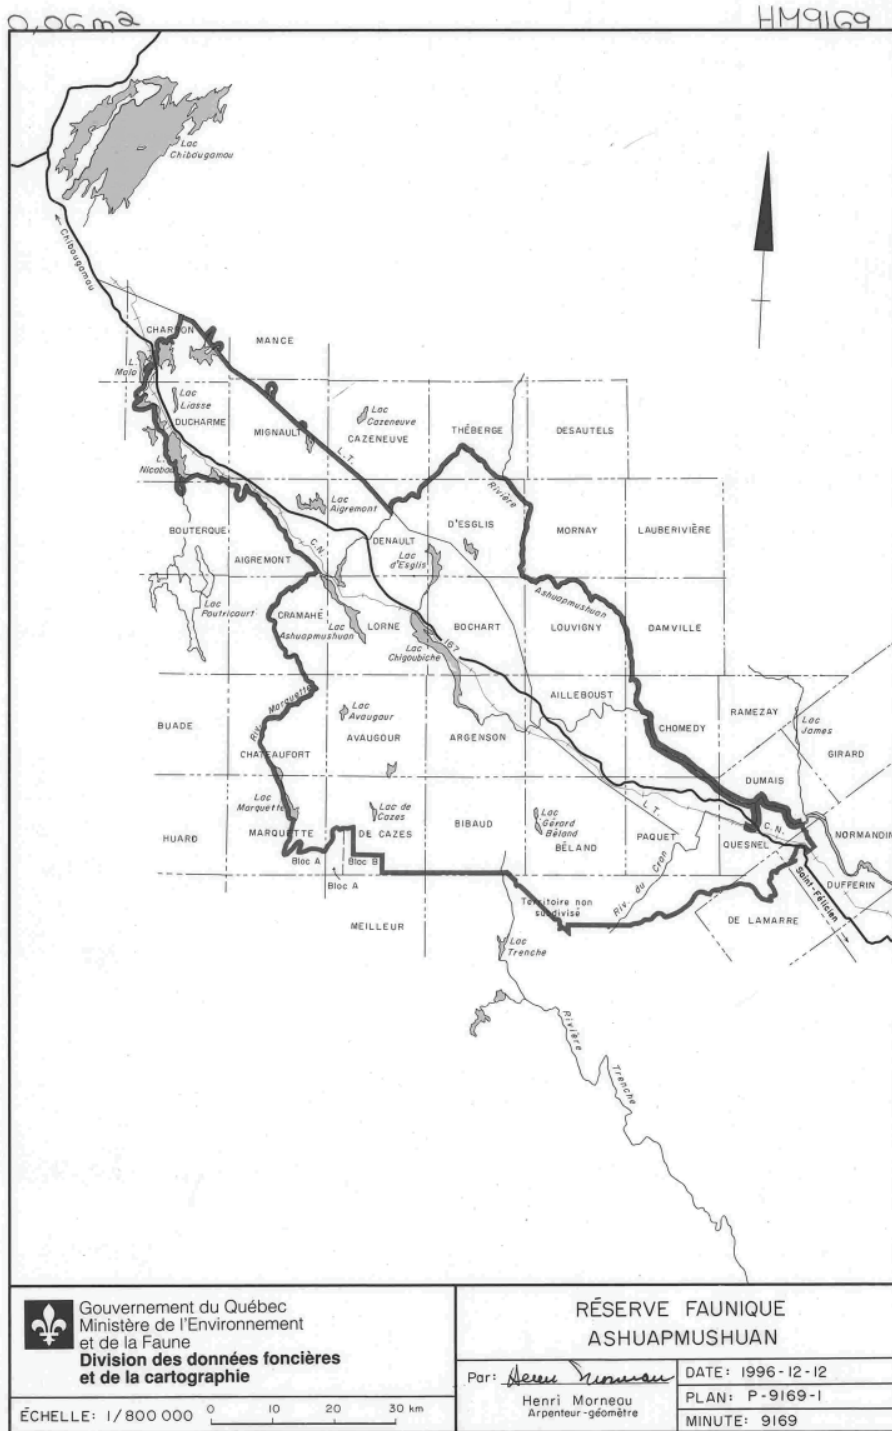 0,06m2
HM9169
Lac
Chibougamau
Chibougamau
CHARRON
MANCE
L.
Malo
Lac
Liasse
DUCHARME
MIGNAULT
Lac
Cazeneuve
CAZENEUVE
THÉBERGE
DESAUTELS
L.T.
L.
Nicabau
Rivière
Lac
Aigremont
BOUTERQUE
D'ESGLIS
MORNAY
LAUBERIVIÈRE
C.N.
DENAULT
AIGREMONT
Lac
d'Esglis
Ashuapmushuan
Lac
Poutricourt
CRAMAHÉ
Lac
Ashuapmushuan
LORNE
BOCHART
LOUVIGNY
DAMVILLE
Lac
Chigoubiche
167
Riv. Marquette
AILLEBOUST
RAMEZAY
Lac
Avaugour
CHOMEDY
Lac
James
BUADE
AVAUGOUR
ARGENSON
GIRARD
CHATEAUFORT
DUMAIS
Lac
Marquette
Lac de
Cazes
L.T.
Lac
Gérard
Béland
C.N.
HUARD
MARQUETTE
DE CAZES
BIBAUD
BÉLAND
PAQUET
QUESNEL
NORMANDIN
Bloc A
Bloc B
Bloc A
Riv. du Cran
Saint-Félicien
DUFFERIN
Territoire non
subdivisé
DE LAMARRE
MEILLEUR
Lac
Trenche
Rivière
Trenche
Gouvernement du Québec
Ministère de l'Environnement
et de la Faune
Division des données foncières
et de la cartographie
ÉCHELLE: 1/800 000
0 10 20 30 km
RÉSERVE FAUNIQUE
ASHUAPMUSHUAN
Par: Henri Morneau
Henri Morneau
Arpenteur-géomètre
DATE: 1996-12-12
PLAN: P-9169-1
MINUTE: 9169